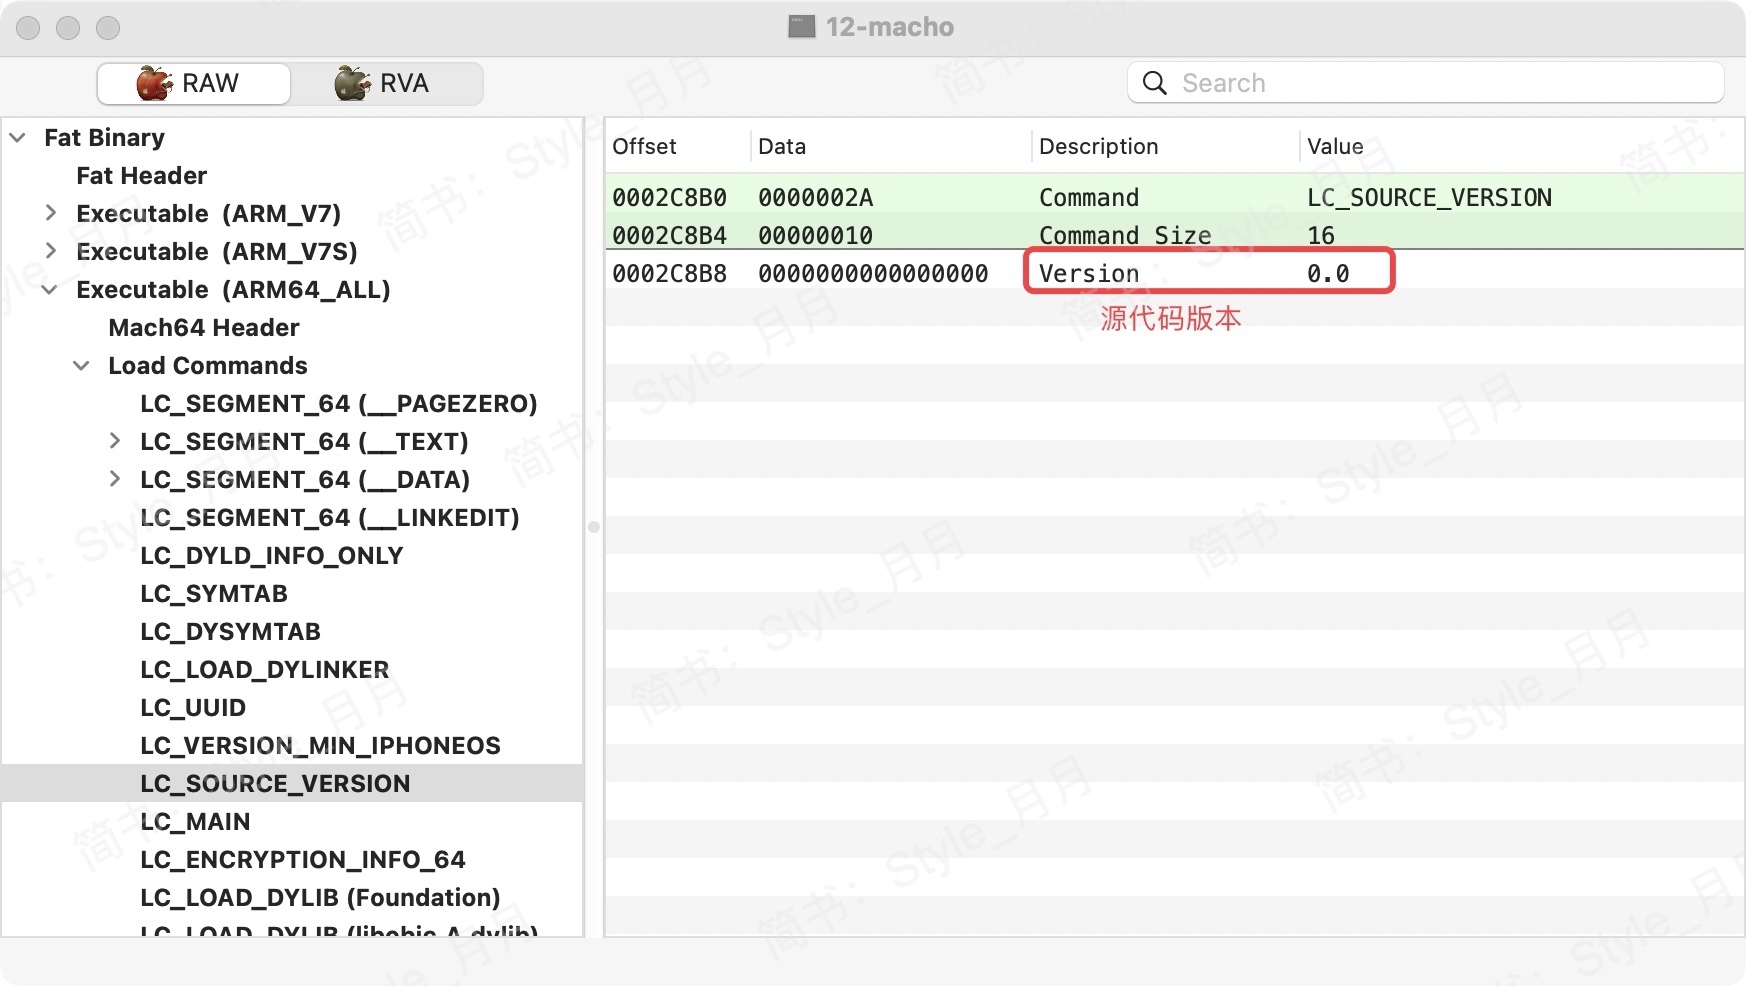 12-macho
RAW
RVA
Search
Fat Binary
Fat Header
Executable (ARM_V7)
Executable (ARM_V7S)
Executable (ARM64_ALL)
Mach64 Header
Load Commands
LC_SEGMENT_64 (__PAGEZERO)
LC_SEGMENT_64 (__TEXT)
LC_SEGMENT_64 (__DATA)
LC_SEGMENT_64 (__LINKEDIT)
LC_DYLD_INFO_ONLY
LC_SYMTAB
LC_DYSYMTAB
LC_LOAD_DYLINKER
LC_UUID
LC_VERSION_MIN_IPHONEOS
LC_SOURCE_VERSION
LC_MAIN
LC_ENCRYPTION_INFO_64
LC_LOAD_DYLIB (Foundation)
LC_LOAD_DYLIB (libobjc.A.dylib)
Offset Data Description Value
0002C8B0 0000002A Command LC_SOURCE_VERSION
0002C8B4 00000010 Command Size 16
0002C8B8 0000000000000000 Version 0.0
源代码版本
简书：Style_月月